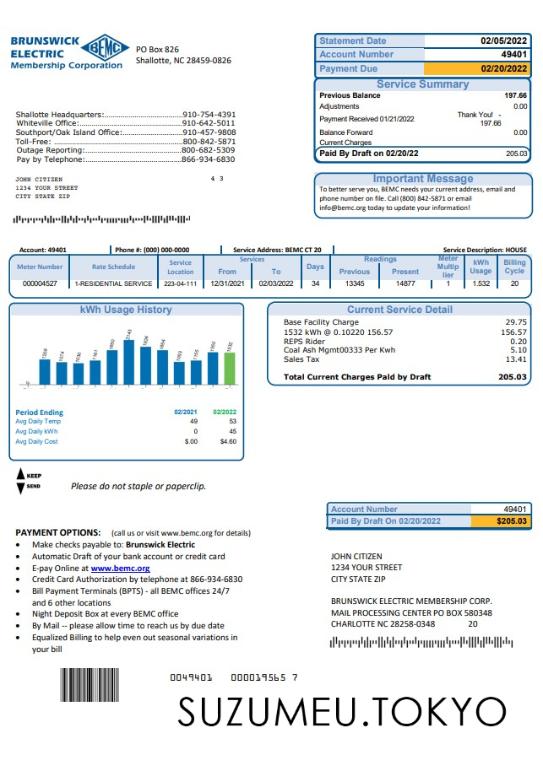 BRUNSWICK
ELECTRIC
Membership Corporation
BEMC
PO Box 826
Shallotte, NC 28459-0826
Statement Date 02/05/2022
Account Number 49401
Payment Due 02/20/2022
Service Summary
Previous Balance 197.66
Adjustments 0.00
Payment Received 01/21/2022 Thank You! - 197.66
Balance Forward 0.00
Current Charges
Paid By Draft on 02/20/22 205.03
Shallotte Headquarters:.................910-754-4391
Whiteville Office:.................910-642-5011
Southport/Oak Island Office:.................910-457-9808
Toll-Free:.................800-842-5871
Outage Reporting:.................800-682-5309
Pay by Telephone:.................866-934-6830
JOHN CITIZEN 4 3
1234 YOUR STREET
CITY STATE ZIP
Important Message
To better serve you, BEMC needs your current address, email and
phone number on file. Call (800) 842-5871 or email
info@bemc.org today to update your information!
Account: 49401 Phone #: (000) 000-0000 Service Address: BEMC CT 20 Service Description: HOUSE
Meter Number Rate Schedule Service Location Services From To Days Readings Previous Present Meter Multip lier kWh Usage Billing Cycle
000004527 1-RESIDENTIAL SERVICE 223-04-111 12/31/2021 02/03/2022 34 13345 14877 1 1,532 20
kWh Usage History
Period Ending 02/2021 02/2022
Avg Daily Temp 49 53
Avg Daily kWh 0 45
Avg Daily Cost $.00 $4.60
Current Service Detail
Base Facility Charge 29.75
1532 kWh @ 0.10220 156.57 156.57
REPS Rider 0.20
Coal Ash Mgmt00333 Per Kwh 5.10
Sales Tax 13.41
Total Current Charges Paid by Draft 205.03
KEEP
SEND
Please do not staple or paperclip.
Account Number 49401
Paid By Draft On 02/20/2022 $205.03
PAYMENT OPTIONS: (call us or visit www.bemc.org for details)
• Make checks payable to: Brunswick Electric
• Automatic Draft of your bank account or credit card
• E-pay Online at www.bemc.org
• Credit Card Authorization by telephone at 866-934-6830
• Bill Payment Terminals (BPTS) - all BEMC offices 24/7
and 6 other locations
• Night Deposit Box at every BEMC office
• By Mail -- please allow time to reach us by due date
• Equalized Billing to help even out seasonal variations in
your bill
JOHN CITIZEN
1234 YOUR STREET
CITY STATE ZIP
BRUNSWICK ELECTRIC MEMBERSHIP CORP.
MAIL PROCESSING CENTER PO BOX 580348
CHARLOTTE NC 28258-0348 20
0049401 000019565 7
SUZUMEU.TOKYO